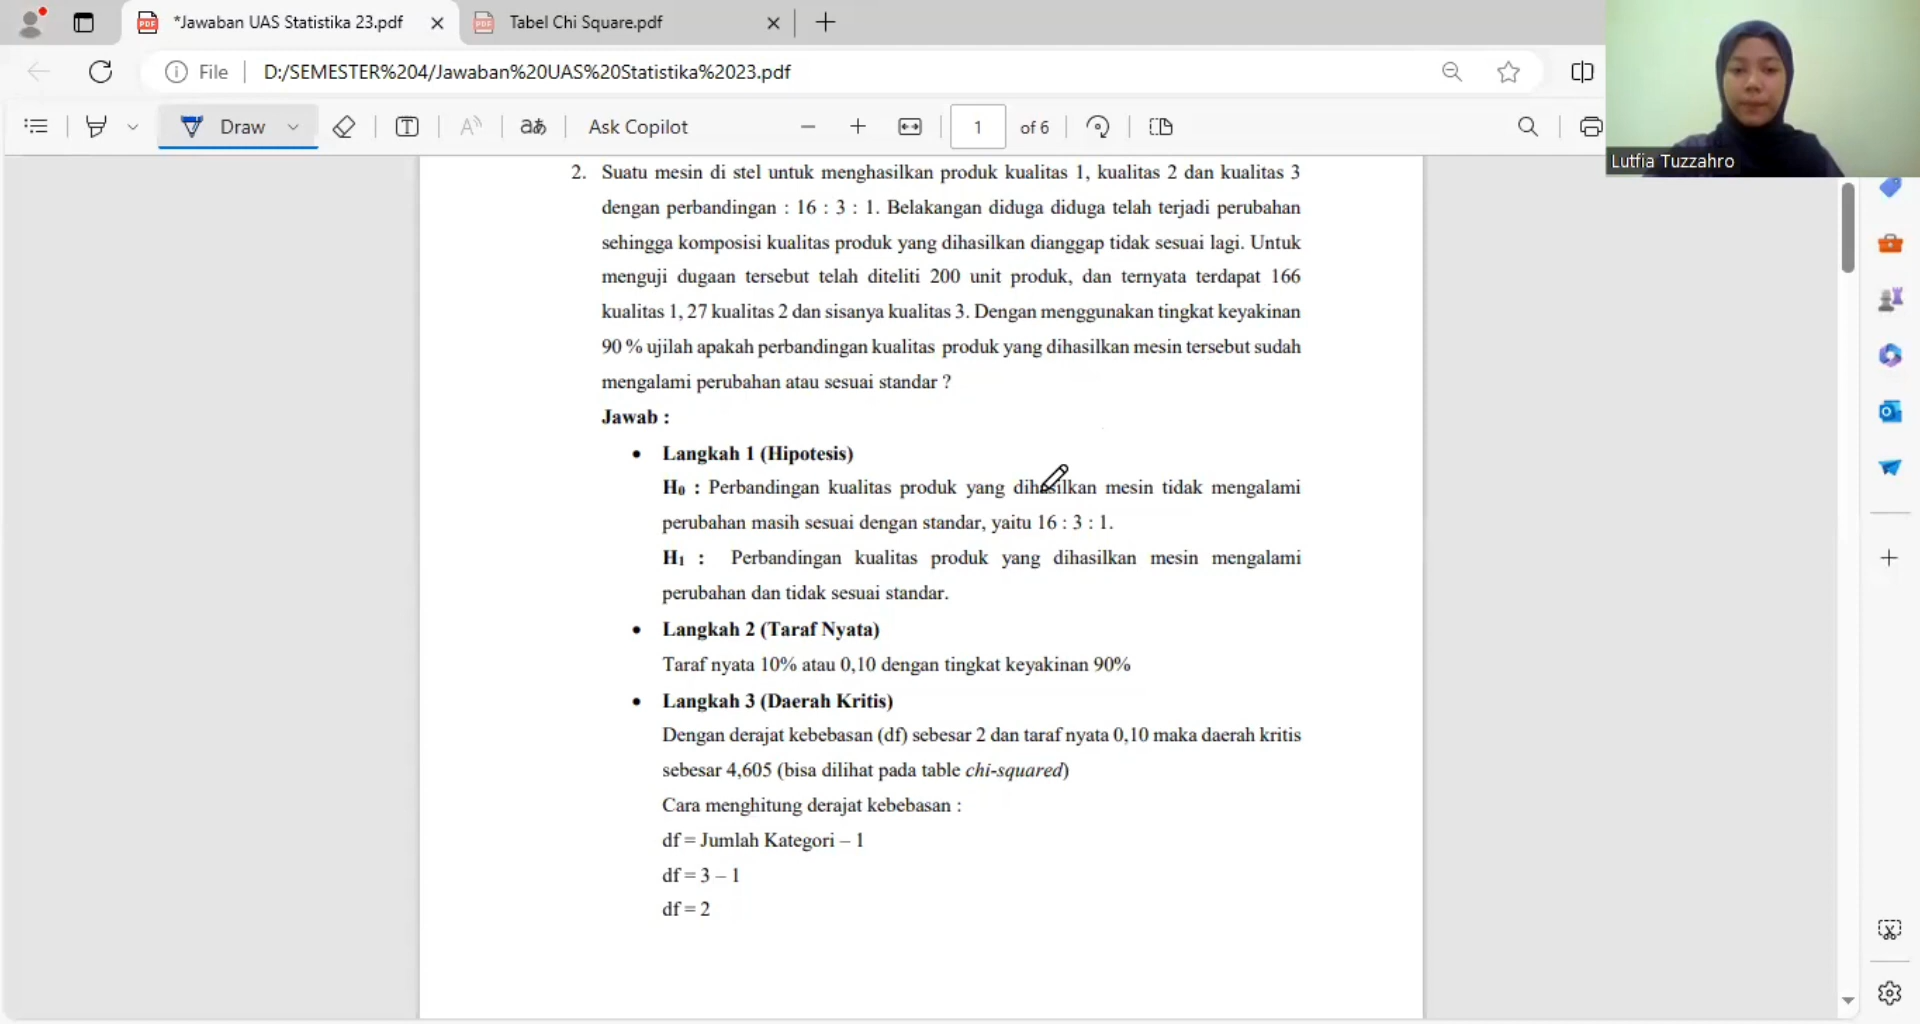 *Jawaban UAS Statistika 23.pdf
Tabel Chi Square.pdf
File
D:/SEMESTER%204/Jawaban%20UAS%20Statistika%2023.pdf
Draw
Ask Copilot
1 of 6
Lutfia Tuzzahro
2. Suatu mesin di stel untuk menghasilkan produk kualitas 1, kualitas 2 dan kualitas 3
dengan perbandingan : 16 : 3 : 1. Belakangan diduga diduga telah terjadi perubahan
sehingga komposisi kualitas produk yang dihasilkan dianggap tidak sesuai lagi. Untuk
menguji dugaan tersebut telah diteliti 200 unit produk, dan ternyata terdapat 166
kualitas 1, 27 kualitas 2 dan sisanya kualitas 3. Dengan menggunakan tingkat keyakinan
90 % ujilah apakah perbandingan kualitas produk yang dihasilkan mesin tersebut sudah
mengalami perubahan atau sesuai standar ?
Jawab :
• Langkah 1 (Hipotesis)
H₀ : Perbandingan kualitas produk yang dihasilkan mesin tidak mengalami
perubahan masih sesuai dengan standar, yaitu 16 : 3 : 1.
H₁ : Perbandingan kualitas produk yang dihasilkan mesin mengalami
perubahan dan tidak sesuai standar.
• Langkah 2 (Taraf Nyata)
Taraf nyata 10% atau 0,10 dengan tingkat keyakinan 90%
• Langkah 3 (Daerah Kritis)
Dengan derajat kebebasan (df) sebesar 2 dan taraf nyata 0,10 maka daerah kritis
sebesar 4,605 (bisa dilihat pada table chi-squared)
Cara menghitung derajat kebebasan :
df = Jumlah Kategori – 1
df = 3 – 1
df = 2